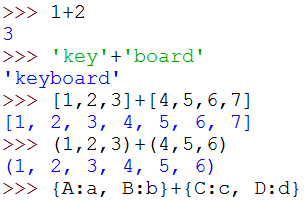 >>> 1+2
3
>>> 'key'+'board'
'keyboard'
>>> [1,2,3]+[4,5,6,7]
[1, 2, 3, 4, 5, 6, 7]
>>> (1,2,3)+(4,5,6)
(1, 2, 3, 4, 5, 6)
>>> {A:a, B:b}+{C:c, D:d}